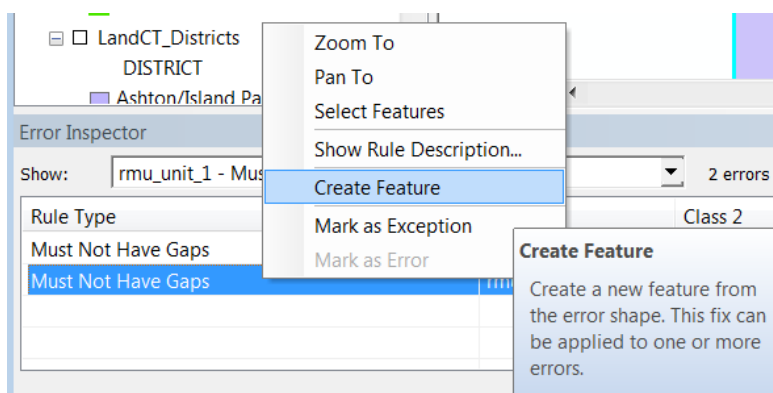 LandCT_Districts
DISTRICT
Ashton/Island Pa
Zoom To
Pan To
Select Features
Show Rule Description...
Create Feature
Mark as Exception
Mark as Error
Error Inspector
Show: rmu_unit_1 - Mus 2 errors
Rule Type Class 2
Must Not Have Gaps
Must Not Have Gaps
Create Feature
Create a new feature from
the error shape. This fix can
be applied to one or more
errors.